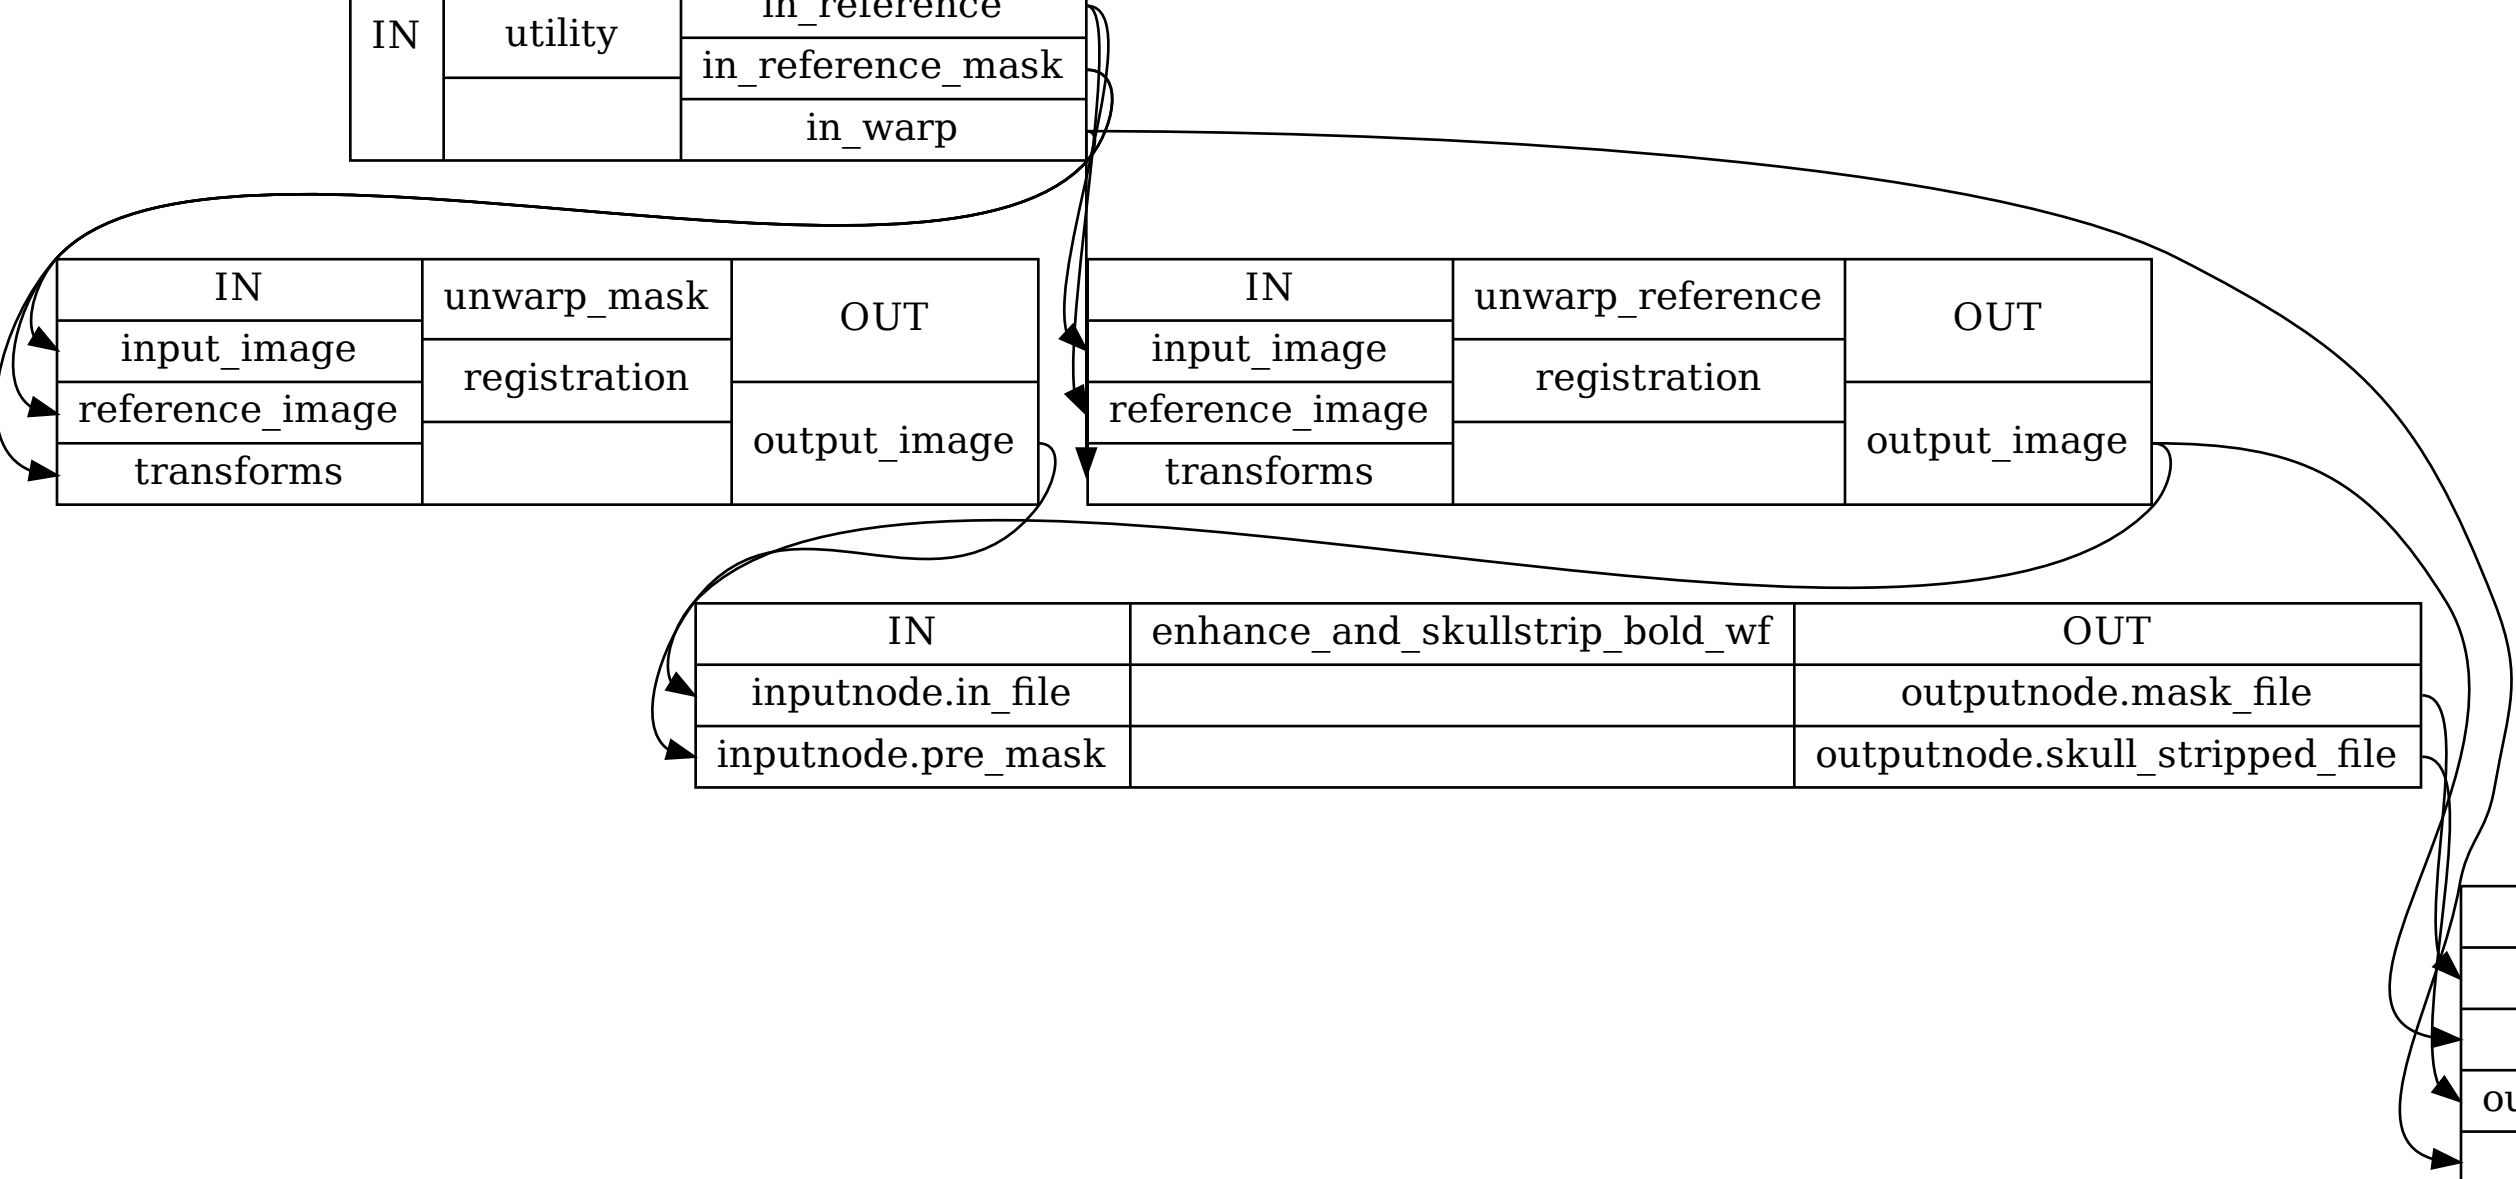 in_reference
IN
utility
in_reference_mask
in_warp
IN
unwarp_mask
OUT
input_image
registration
reference_image
output_image
transforms
IN
unwarp_reference
OUT
input_image
registration
reference_image
output_image
transforms
IN
enhance_and_skullstrip_bold_wf
OUT
inputnode.in_file
outputnode.mask_file
inputnode.pre_mask
outputnode.skull_stripped_file